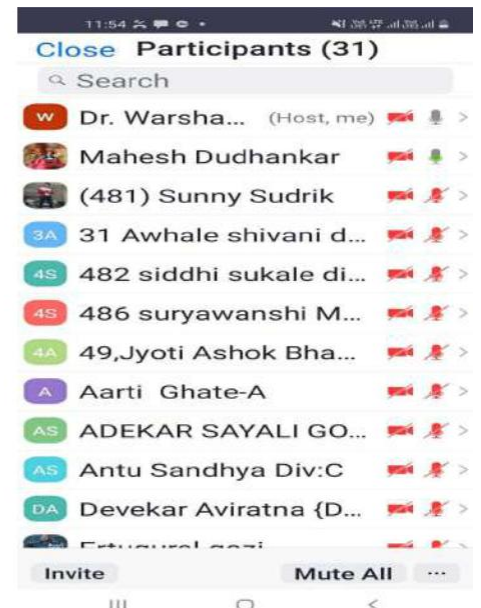 11:54
Close Participants (31)
Search
W Dr. Warsha... (Host, me)
Mahesh Dudhankar
(481) Sunny Sudrik
3A 31 Awhale shivani d...
4S 482 siddhi sukale di...
4S 486 suryawanshi M...
4A 49,Jyoti Ashok Bha...
A Aarti Ghate-A
AS ADEKAR SAYALI GO...
AS Antu Sandhya Div:C
DA Devekar Aviratna {D...
Ertugurel gazi
Invite Mute All ...